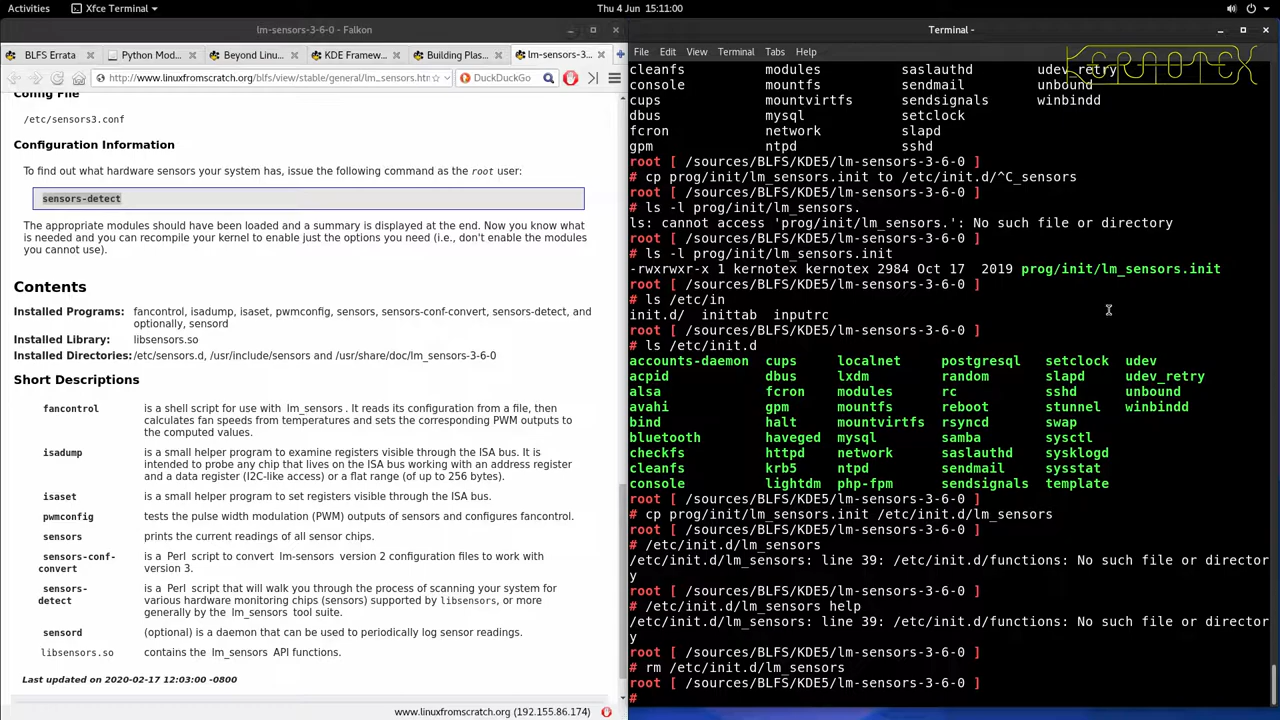 Activities
Xfce Terminal
Thu 4 Jun 15:11:00
lm-sensors-3-6-0 - Falkon
BLFS Errata
Python Mod...
Beyond Linu...
KDE Framew...
Building Plas...
lm-sensors-3...
http://www.linuxfromscratch.org/blfs/view/stable/general/lm_sensors.htm
DuckDuckGo
Config File
/etc/sensors3.conf
Configuration Information
To find out what hardware sensors your system has, issue the following command as the root user:
sensors-detect
The appropriate modules should have been loaded and a summary is displayed at the end. Now you know what
is needed and you can recompile your kernel to enable just the options you need (i.e., don't enable the modules
you cannot use).
Contents
Installed Programs: fancontrol, isadump, isaset, pwmconfig, sensors, sensors-conf-convert, sensors-detect, and
optionally, sensord
Installed Library: libsensors.so
Installed Directories: /etc/sensors.d, /usr/include/sensors and /usr/share/doc/lm_sensors-3-6-0
Short Descriptions
fancontrol is a shell script for use with lm_sensors. It reads its configuration from a file, then
calculates fan speeds from temperatures and sets the corresponding PWM outputs to
the computed values.
isadump is a small helper program to examine registers visible through the ISA bus. It is
intended to probe any chip that lives on the ISA bus working with an address register
and a data register (I2C-like access) or a flat range (of up to 256 bytes).
isaset is a small helper program to set registers visible through the ISA bus.
pwmconfig tests the pulse width modulation (PWM) outputs of sensors and configures fancontrol.
sensors prints the current readings of all sensor chips.
sensors-conf- is a Perl script to convert lm-sensors version 2 configuration files to work with
convert version 3.
sensors- is a Perl script that will walk you through the process of scanning your system for
detect various hardware monitoring chips (sensors) supported by libsensors, or more
generally by the lm_sensors tool suite.
sensord (optional) is a daemon that can be used to periodically log sensor readings.
libsensors.so contains the lm_sensors API functions.
Last updated on 2020-02-17 12:03:00 -0800
www.linuxfromscratch.org (192.155.86.174)
Terminal -
File Edit View Terminal Tabs Help
KERNOTEX
cleanfs modules saslauthd udev_retry
console mountfs sendmail unbound
cups mountvirtfs sendsignals winbindd
dbus mysql setclock
fcron network slapd
gpm ntpd sshd
root [ /sources/BLFS/KDE5/lm-sensors-3-6-0 ]
# cp prog/init/lm_sensors.init to /etc/init.d/^C_sensors
root [ /sources/BLFS/KDE5/lm-sensors-3-6-0 ]
# ls -l prog/init/lm_sensors.
ls: cannot access 'prog/init/lm_sensors.': No such file or directory
root [ /sources/BLFS/KDE5/lm-sensors-3-6-0 ]
# ls -l prog/init/lm_sensors.init
-rwxrwxr-x 1 kernotex kernotex 2984 Oct 17  2019 prog/init/lm_sensors.init
root [ /sources/BLFS/KDE5/lm-sensors-3-6-0 ]
# ls /etc/in
init.d/ inittab inputrc
root [ /sources/BLFS/KDE5/lm-sensors-3-6-0 ]
# ls /etc/init.d
accounts-daemon cups localnet postgresql setclock udev
acpid dbus lxdm random slapd udev_retry
alsa fcron modules rc sshd unbound
avahi gpm mountfs reboot stunnel winbindd
bind halt mountvirtfs rsyncd swap
bluetooth haveged mysql samba sysctl
checkfs httpd network saslauthd sysklogd
cleanfs krb5 ntpd sendmail sysstat
console lightdm php-fpm sendsignals template
root [ /sources/BLFS/KDE5/lm-sensors-3-6-0 ]
# cp prog/init/lm_sensors.init /etc/init.d/lm_sensors
root [ /sources/BLFS/KDE5/lm-sensors-3-6-0 ]
# /etc/init.d/lm_sensors
/etc/init.d/lm_sensors: line 39: /etc/init.d/functions: No such file or director
y
root [ /sources/BLFS/KDE5/lm-sensors-3-6-0 ]
# /etc/init.d/lm_sensors help
/etc/init.d/lm_sensors: line 39: /etc/init.d/functions: No such file or director
y
root [ /sources/BLFS/KDE5/lm-sensors-3-6-0 ]
# rm /etc/init.d/lm_sensors
root [ /sources/BLFS/KDE5/lm-sensors-3-6-0 ]
#